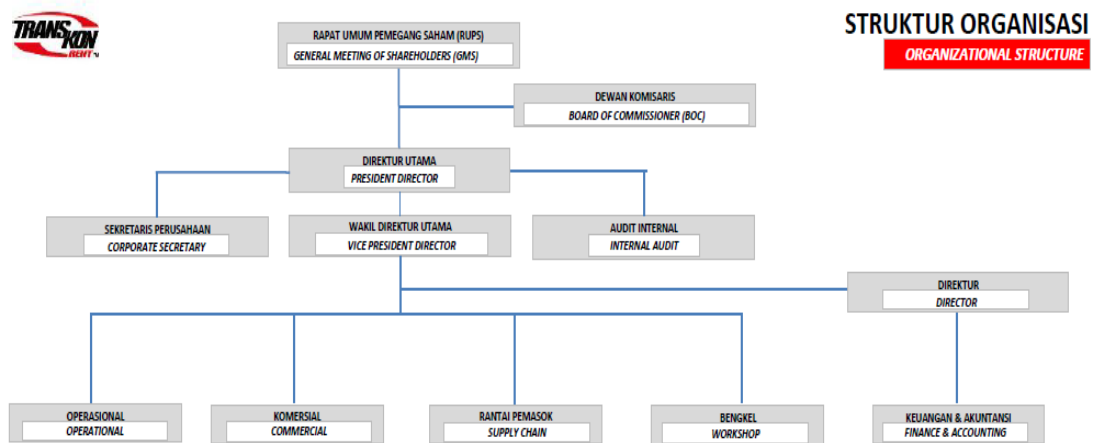 TRANSKON
RENT
STRUKTUR ORGANISASI
ORGANIZATIONAL STRUCTURE
RAPAT UMUM PEMEGANG SAHAM (RUPS)
GENERAL MEETING OF SHAREHOLDERS (GMS)
DEWAN KOMISARIS
BOARD OF COMMISSIONER (BOC)
DIREKTUR UTAMA
PRESIDENT DIRECTOR
SEKRETARIS PERUSAHAAN
CORPORATE SECRETARY
WAKIL DIREKTUR UTAMA
VICE PRESIDENT DIRECTOR
AUDIT INTERNAL
INTERNAL AUDIT
DIREKTUR
DIRECTOR
OPERASIONAL
OPERATIONAL
KOMERSIAL
COMMERCIAL
RANTAI PEMASOK
SUPPLY CHAIN
BENGKEL
WORKSHOP
KEUANGAN & AKUNTANSI
FINANCE & ACCOUNTING